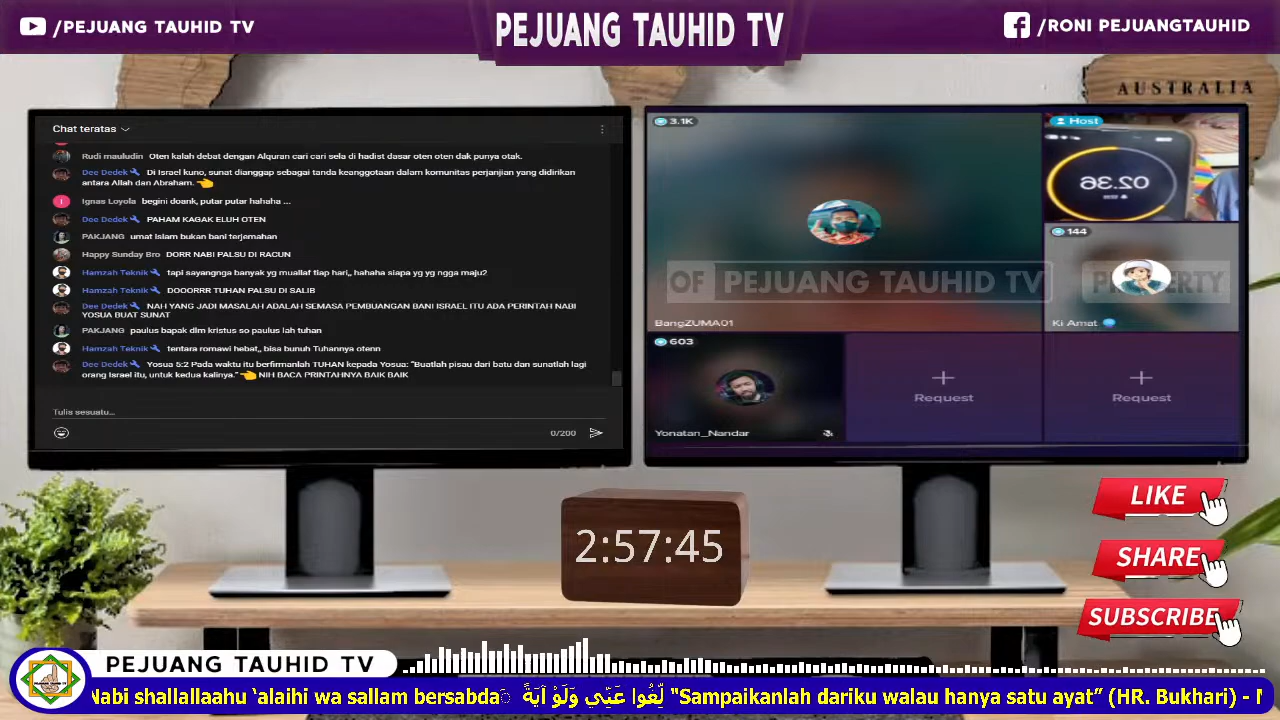 /PEJUANG TAUHID TV
PEJUANG TAUHID TV
/RONI PEJUANGTAUHID
AUSTRALIA
Chat teratas
Rudi mauludin Oten kalah debat dengan Alquran cari cari sela di hadist dasar oten oten dak punya otak.
Dee Dedek Di Israel kuno, sunat dianggap sebagai tanda keanggotaan dalam komunitas perjanjian yang didirikan
antara Allah dan Abraham. 👈
I
Ignas Loyola begini doank, putar putar hahaha ...
Dee Dedek PAHAM KAGAK ELUH OTEN
PAKJANG umat islam bukan bani terjemahan
Happy Sunday Bro DORR NABI PALSU DI RACUN
Hamzah Teknik tapi sayangnga banyak yg muallaf tiap hari,, hahaha siapa yg yg ngga maju?
Hamzah Teknik DOOORRR TUHAN PALSU DI SALIB
Dee Dedek NAH YANG JADI MASALAH ADALAH SEMASA PEMBUANGAN BANI ISRAEL ITU ADA PERINTAH NABI
YOSUA BUAT SUNAT
PAKJANG paulus bapak dlm kristus so paulus lah tuhan
Hamzah Teknik tentara romawi hebat,, bisa bunuh Tuhannya otenn
Dee Dedek Yosua 5:2 Pada waktu itu berfirmanlah TUHAN kepada Yosua: "Buatlah pisau dari batu dan sunatlah lagi
orang Israel itu, untuk kedua kalinya." 👈 NIH BACA PRINTAHNYA BAIK BAIK
Tulis sesuatu...
0/200
3.1K
Host
02.36
144
OF PEJUANG TAUHID TV PROPERTY
BangZUMA01
Ki Amat
603
Yonatan_Nandar
Request
Request
2:57:45
LIKE
SHARE
SUBSCRIBE
PEJUANG TAUHID TV
Nabi shallallaahu ‘alaihi wa sallam bersabda لِّغُوا عَنِّي وَلَوْ آيَةً "Sampaikanlah dariku walau hanya satu ayat” (HR. Bukhari) -